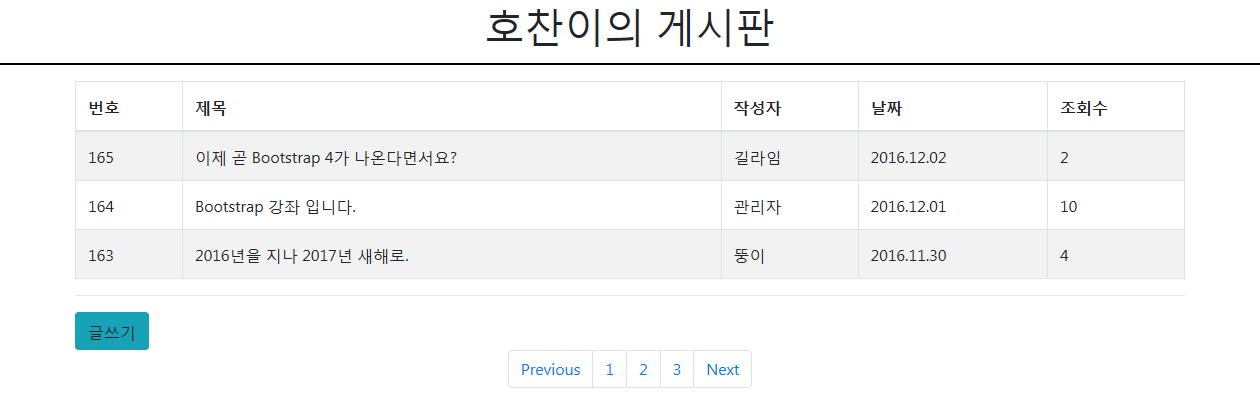 호찬이의 게시판
번호 제목 작성자 날짜 조회수
165 이제 곧 Bootstrap 4가 나온다면서요? 길라임 2016.12.02 2
164 Bootstrap 강좌 입니다. 관리자 2016.12.01 10
163 2016년을 지나 2017년 새해로. 뚱이 2016.11.30 4
글쓰기
Previous 1 2 3 Next